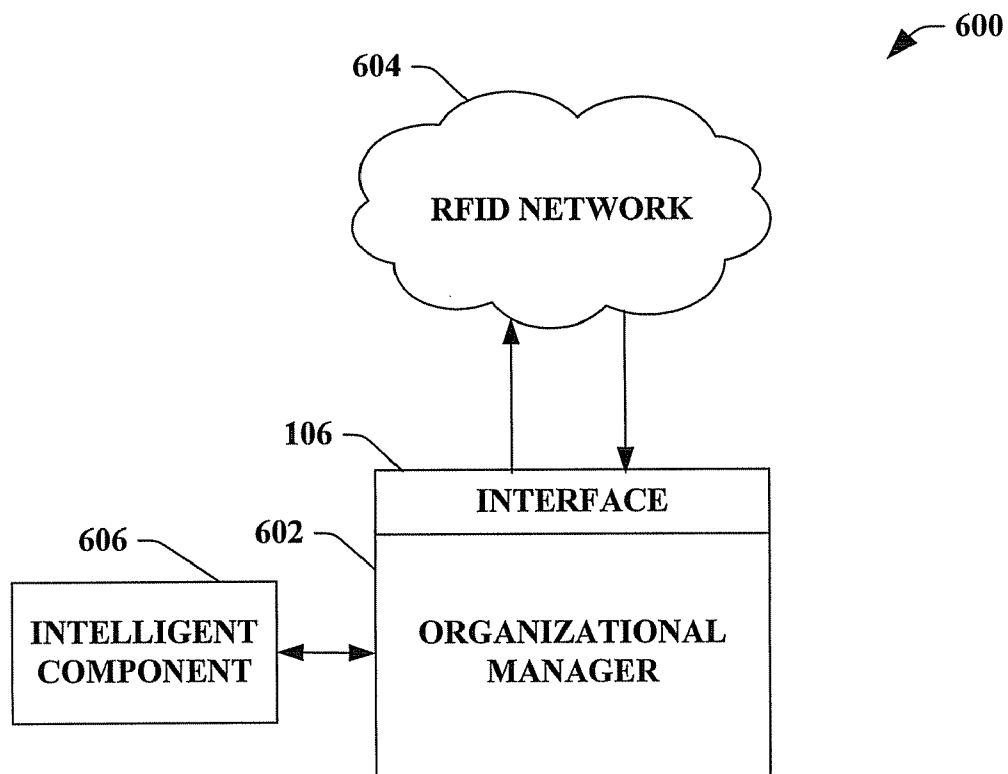 600
604
RFID NETWORK
106
INTERFACE
606
602
INTELLIGENT
COMPONENT
ORGANIZATIONAL
MANAGER